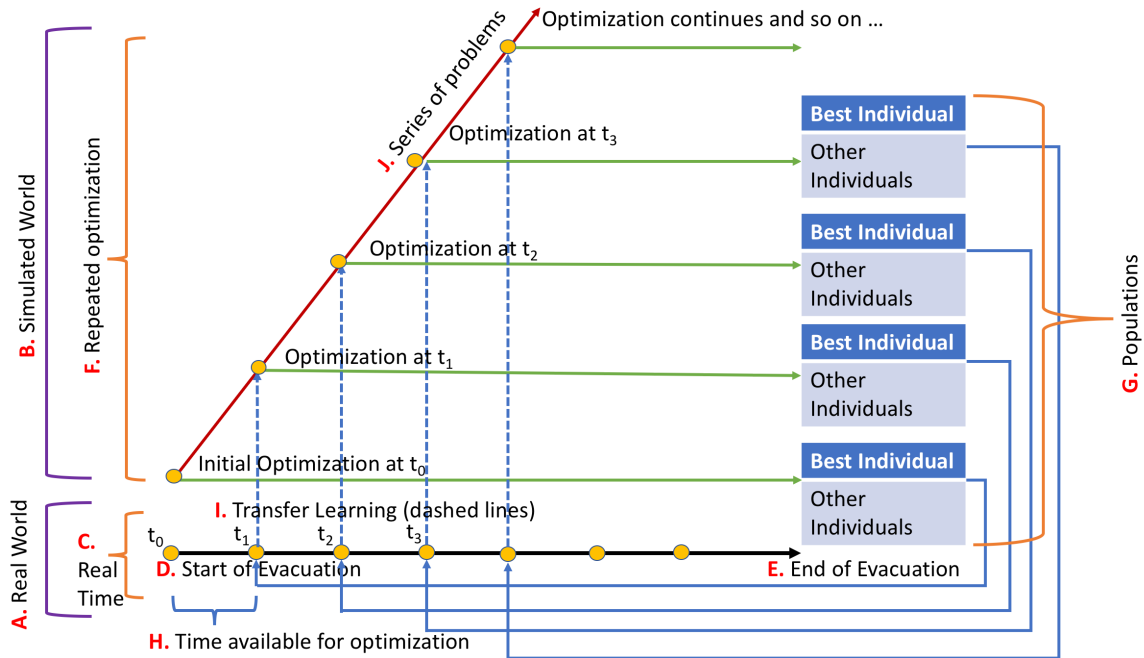 Optimization continues and so on ...
J. Series of problems
Best Individual
Other
Individuals
Optimization at t3
Best Individual
Other
Individuals
Optimization at t2
B. Simulated World
F. Repeated optimization
G. Populations
Best Individual
Other
Individuals
Optimization at t1
Best Individual
Other
Individuals
Initial Optimization at t0
I. Transfer Learning (dashed lines)
A. Real World
C.
Real
Time
t0
t1
t2
t3
D. Start of Evacuation
E. End of Evacuation
H. Time available for optimization